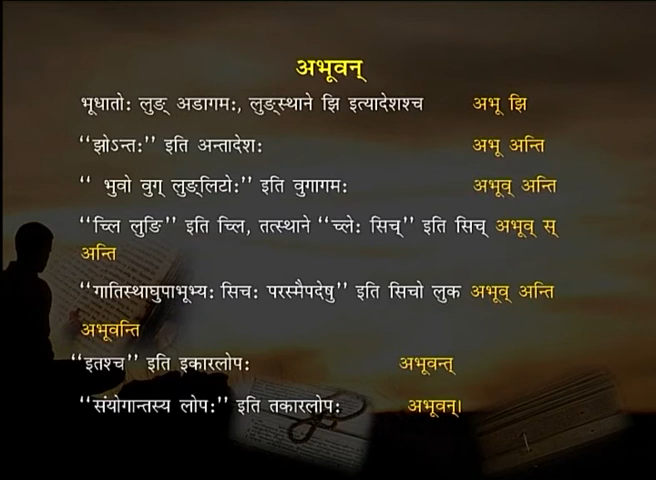 अभूवन्
भूधातो: लुङ् अडागम:, लुङ्स्थाने झि इत्यादेशश्च अभू झि
“झोऽन्त:” इति अन्तादेश: अभू अन्ति
“ भुवो वुग् लुङ्लिटो:” इति वुगागम: अभूव् अन्ति
“च्लि लुङि” इति च्लि, तत्स्थाने “च्ले: सिच्” इति सिच् अभूव् स्
अन्ति
“गातिस्थाघुपाभूभ्य: सिच: परस्मैपदेषु” इति सिचो लुक अभूव् अन्ति
अभूवन्ति
“इतश्च” इति इकारलोप: अभूवन्त्
“संयोगान्तस्य लोप:” इति तकारलोप: अभूवन्।